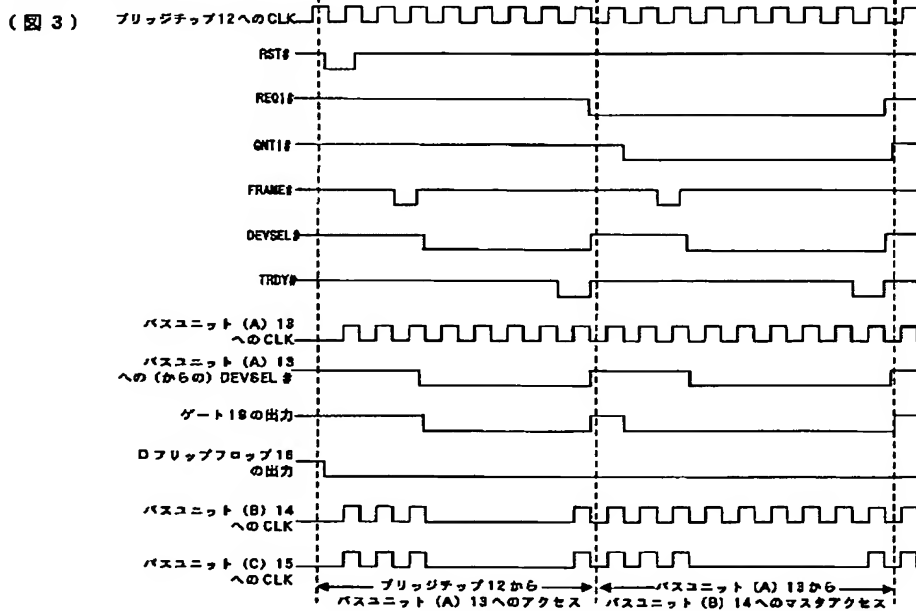 (図3)
ブリッジチップ12へのCLK
RST#
REQ1#
GNT1#
FRAME#
DEVSEL#
TRDY#
バスユニット (A) 13
へのCLK
バスユニット (A) 13
への (からの) DEVSEL #
ゲート19の出力
Dフリップフロップ16
の出力
バスユニット (B) 14
へのCLK
バスユニット (C) 15
へのCLK
ブリッジチップ12から
バスユニット (A) 13へのアクセス
バスユニット (A) 13から
バスユニット (B) 14へのマスタアクセス